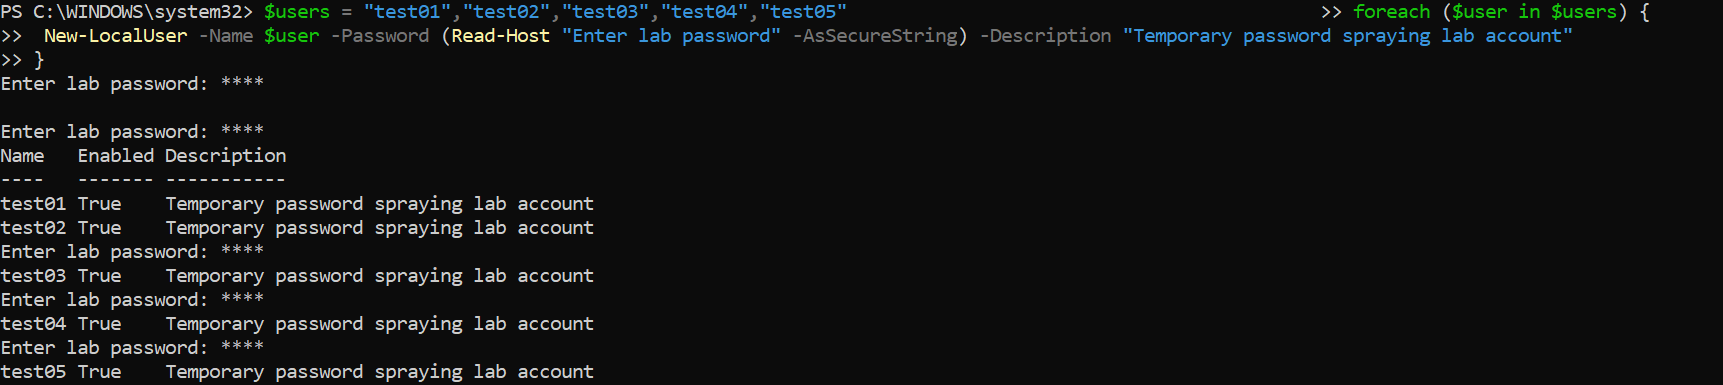 PS C:\WINDOWS\system32> $users = "test01","test02","test03","test04","test05" >> foreach ($user in $users) {
>>  New-LocalUser -Name $user -Password (Read-Host "Enter lab password" -AsSecureString) -Description "Temporary password spraying lab account"
>> }
Enter lab password: ****
Enter lab password: ****
Name   Enabled Description
----   ------- -----------
test01 True    Temporary password spraying lab account
test02 True    Temporary password spraying lab account
Enter lab password: ****
test03 True    Temporary password spraying lab account
Enter lab password: ****
test04 True    Temporary password spraying lab account
Enter lab password: ****
test05 True    Temporary password spraying lab account